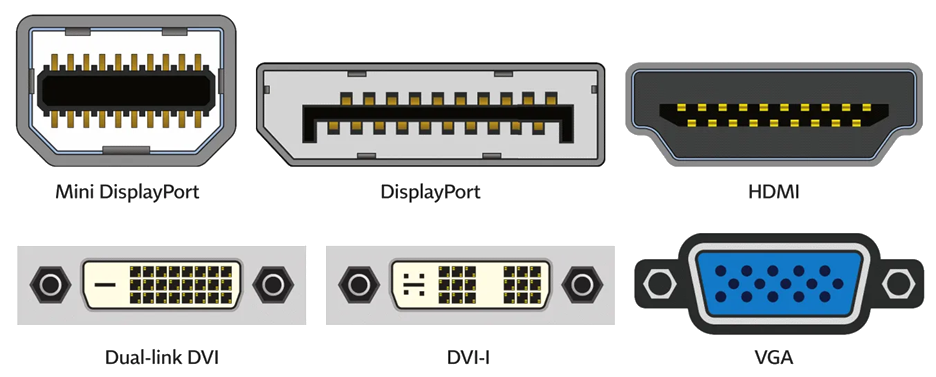 Mini DisplayPort
DisplayPort
HDMI
Dual-link DVI
DVI-I
VGA